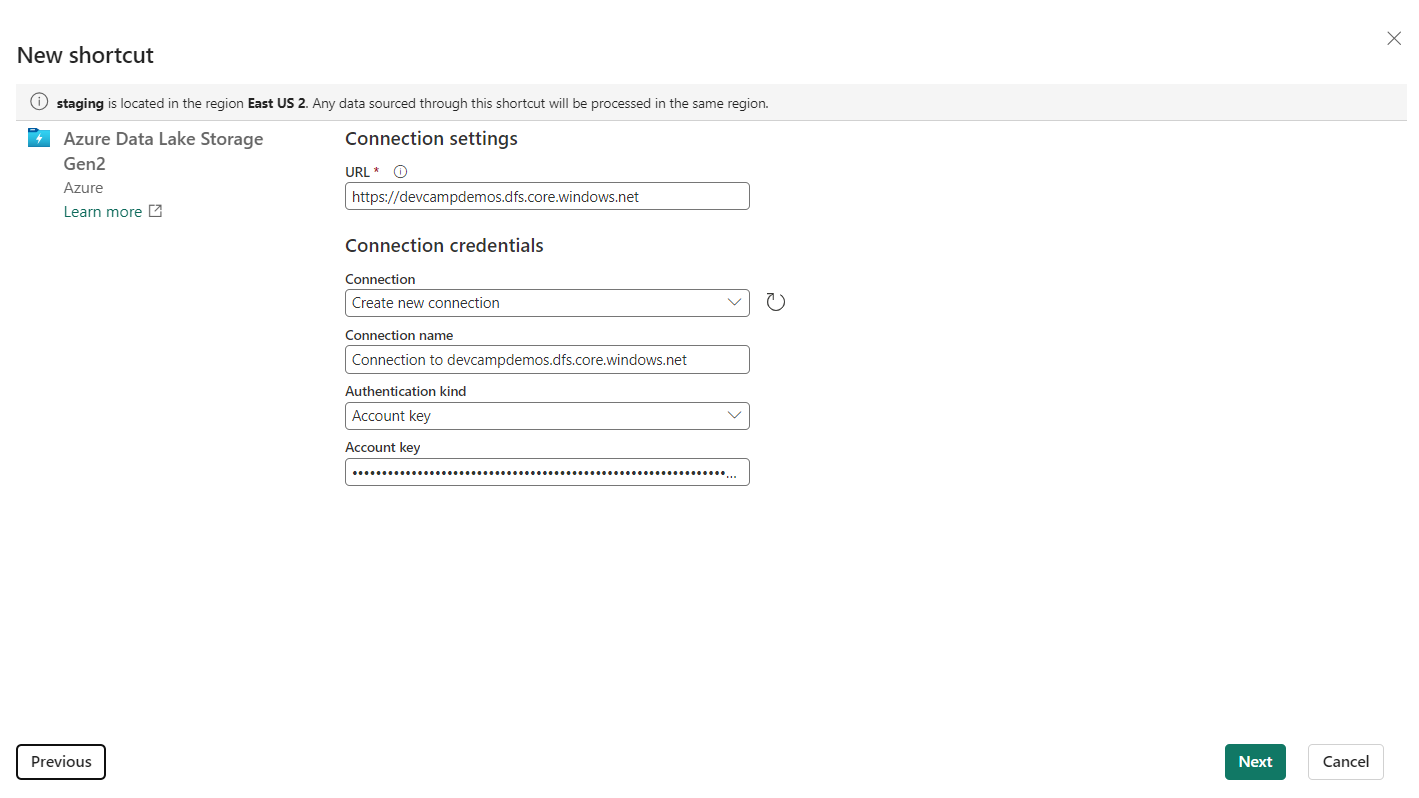 New shortcut
staging is located in the region East US 2. Any data sourced through this shortcut will be processed in the same region.
Azure Data Lake Storage
Gen2
Azure
Learn more
Connection settings
URL *
https://devcampdemos.dfs.core.windows.net
Connection credentials
Connection
Create new connection
Connection name
Connection to devcampdemos.dfs.core.windows.net
Authentication kind
Account key
Account key
•••••••••••••••••••••••••••••••••••••••••••••••••••••••••••••••...
Previous
Next
Cancel